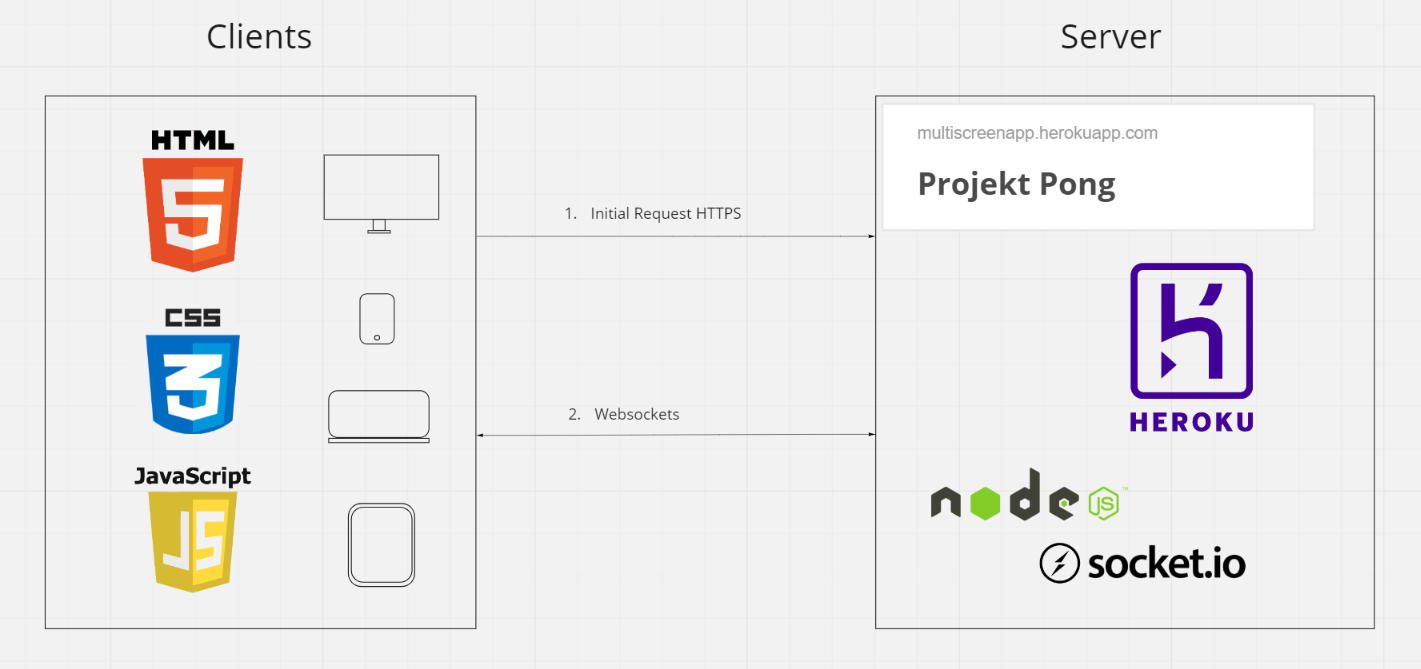 Clients
Server
HTML
5
CSS
3
JavaScript
JS
1. Initial Request HTTPS
2. Websockets
multiscreenapp.herokuapp.com
Projekt Pong
HEROKU
node
JS
™
socket.io